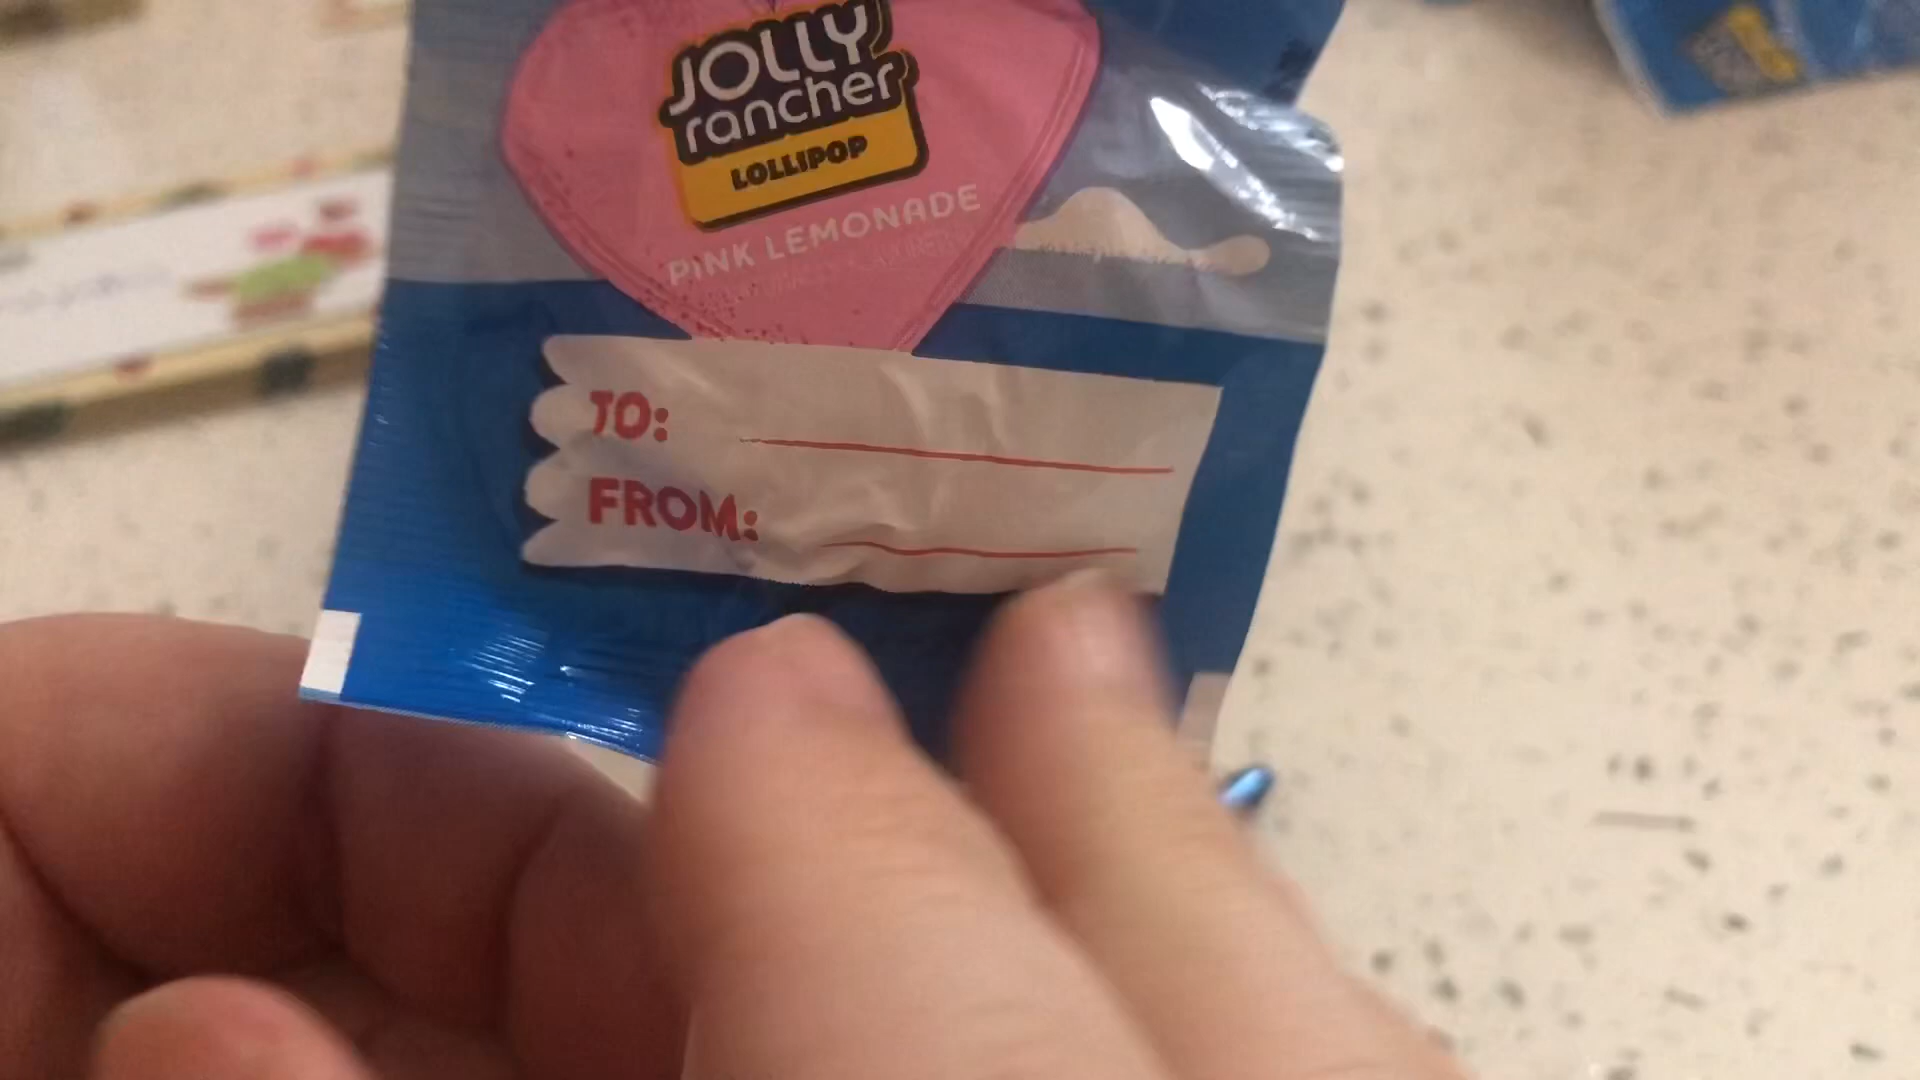 JOLLY
rancher
LOLLIPOP
PINK LEMONADE
TO:
FROM: